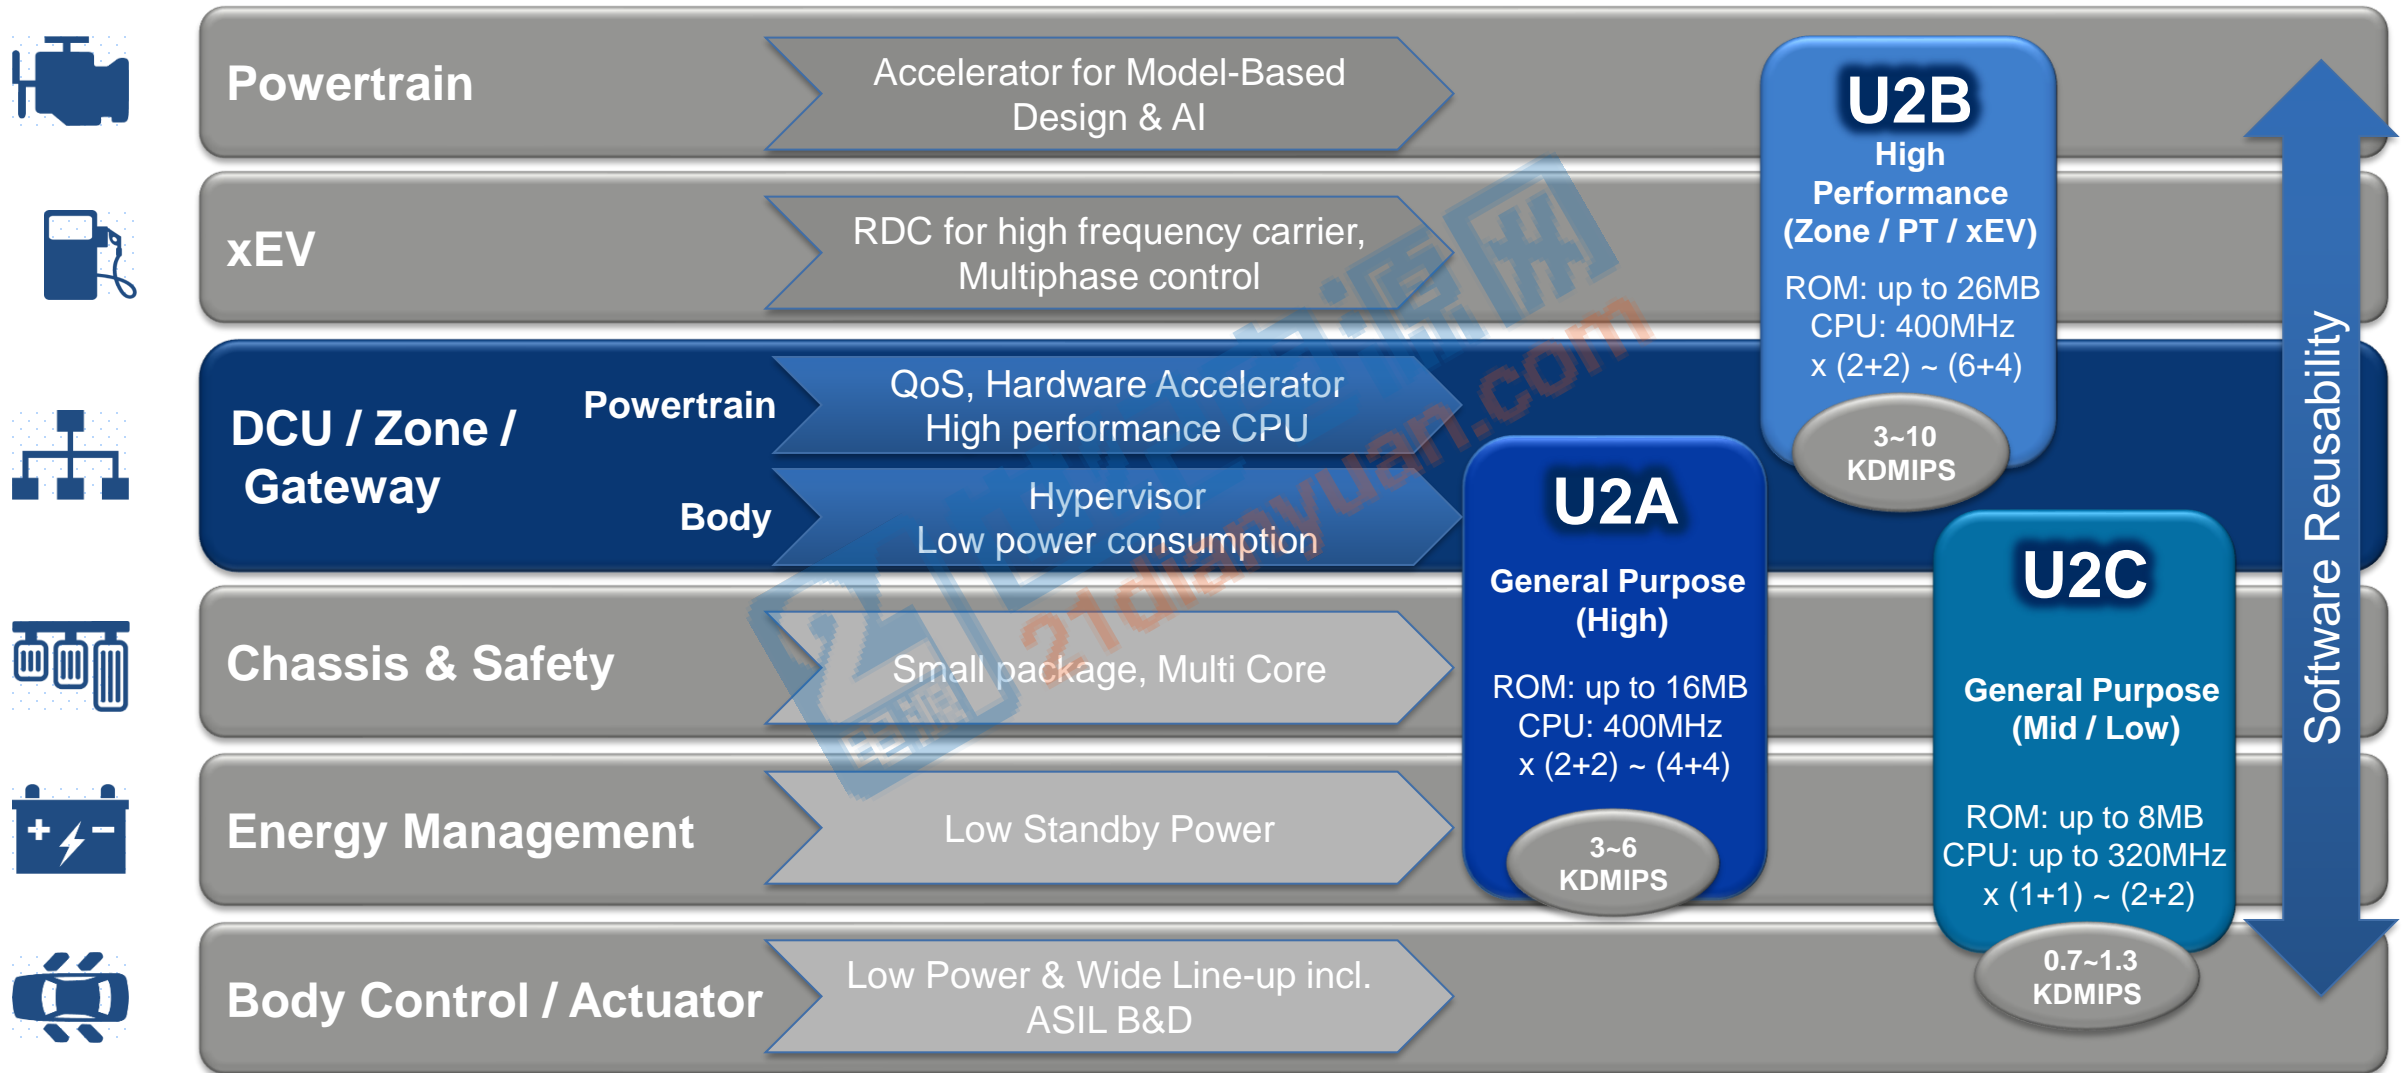 Powertrain
Accelerator for Model-Based
Design & AI
xEV
RDC for high frequency carrier,
Multiphase control
DCU / Zone /
Gateway
Powertrain
QoS, Hardware Accelerator
High performance CPU
Body
Hypervisor
Low power consumption
Chassis & Safety
Small package, Multi Core
Energy Management
Low Standby Power
Body Control / Actuator
Low Power & Wide Line-up incl.
ASIL B&D
U2B
High
Performance
(Zone / PT / xEV)
ROM: up to 26MB
CPU: 400MHz
x (2+2) ~ (6+4)
3~10
KDMIPS
U2A
General Purpose
(High)
ROM: up to 16MB
CPU: 400MHz
x (2+2) ~ (4+4)
3~6
KDMIPS
U2C
General Purpose
(Mid / Low)
ROM: up to 8MB
CPU: up to 320MHz
x (1+1) ~ (2+2)
0.7~1.3
KDMIPS
Software Reusability
21dianyuan.com